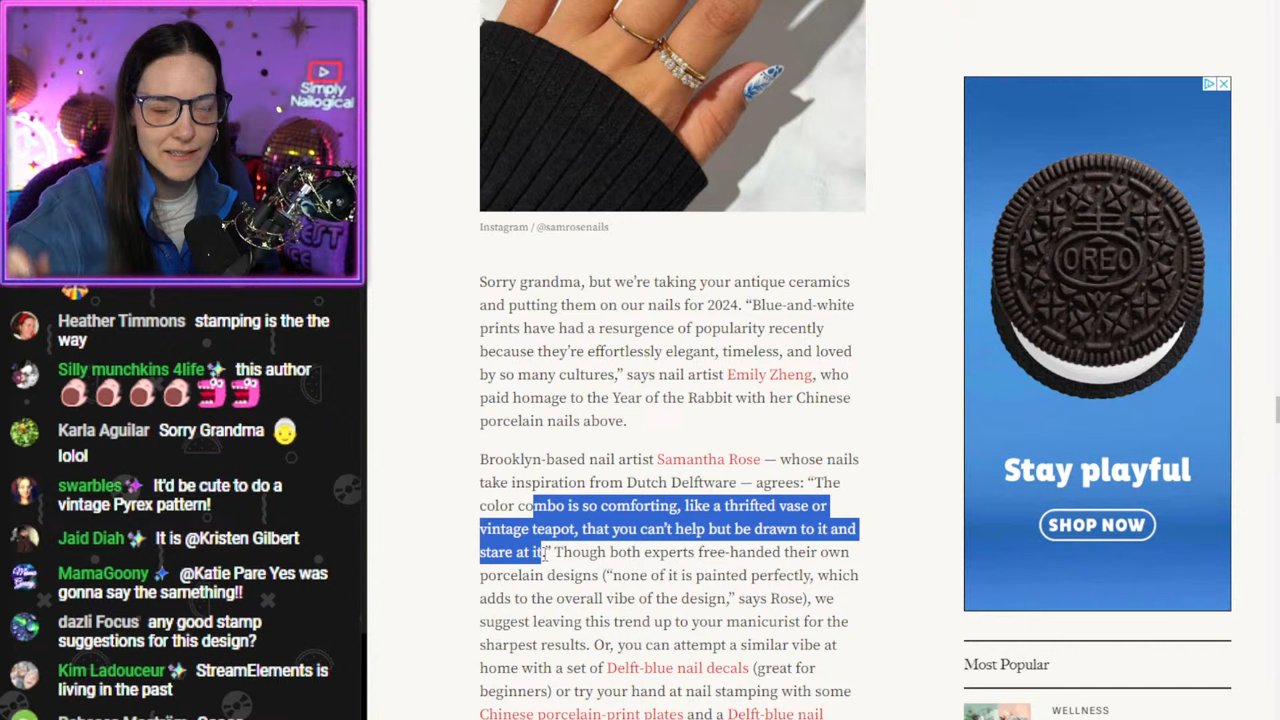 Simply
Nailogical
Heather Timmons stamping is the the
way
Silly munchkins 4life this author
Karla Aguilar Sorry Grandma
lolol
swarbles It'd be cute to do a
vintage Pyrex pattern!
Jaid Diah It is @Kristen Gilbert
MamaGoony @Katie Pare Yes was
gonna say the samething!!
dazli Focus any good stamp
suggestions for this design?
Kim Ladouceur StreamElements is
living in the past
Instagram / @samrosenails
Sorry grandma, but we’re taking your antique ceramics
and putting them on our nails for 2024. “Blue-and-white
prints have had a resurgence of popularity recently
because they’re effortlessly elegant, timeless, and loved
by so many cultures,” says nail artist Emily Zheng, who
paid homage to the Year of the Rabbit with her Chinese
porcelain nails above.
Brooklyn-based nail artist Samantha Rose — whose nails
take inspiration from Dutch Delftware — agrees: “The
color combo is so comforting, like a thrifted vase or
vintage teapot, that you can’t help but be drawn to it and
stare at it.” Though both experts free-handed their own
porcelain designs (“none of it is painted perfectly, which
adds to the overall vibe of the design,” says Rose), we
suggest leaving this trend up to your manicurist for the
sharpest results. Or, you can attempt a similar vibe at
home with a set of Delft-blue nail decals (great for
beginners) or try your hand at nail stamping with some
Chinese porcelain-print plates and a Delft-blue nail
OREO
Stay playful
SHOP NOW
Most Popular
WELLNESS